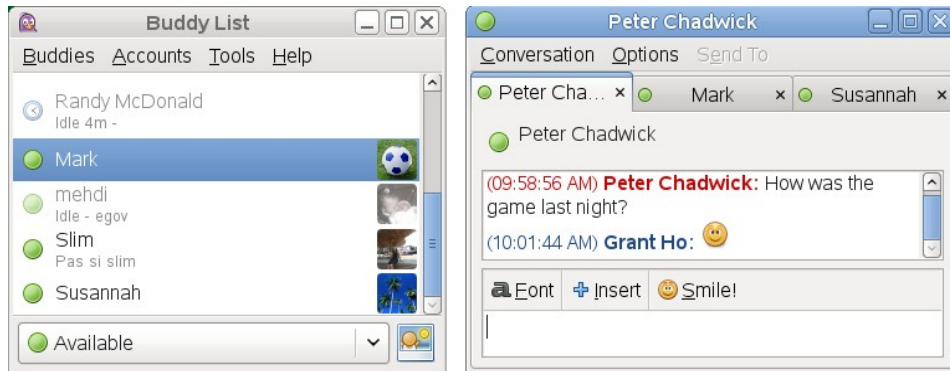 Buddy List
Buddies Accounts Tools Help
Randy McDonald
Idle 4m -
Mark
mehdi
Idle - egov
Slim
Pas si slim
Susannah
Available
Peter Chadwick
Conversation Options Send To
Peter Cha... Mark Susannah
Peter Chadwick
(09:58:56 AM) Peter Chadwick: How was the
game last night?
(10:01:44 AM) Grant Ho:
a Font Insert Smile!